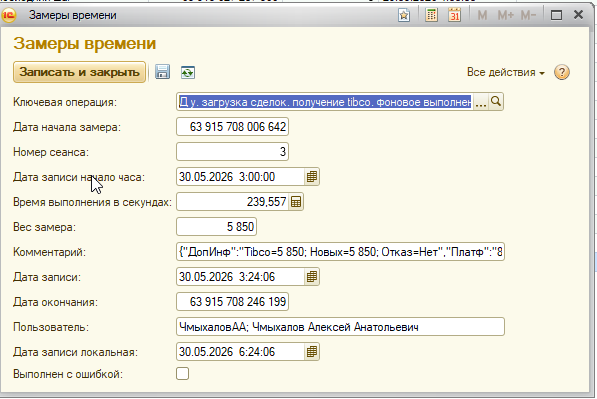 Замеры времени
M M+ M-
31
Замеры времени
Записать и закрыть
Все действия
?
Ключевая операция: Д у. загрузка сделок. получение tibco. фоновое выполнен ...
Дата начала замера: 63 915 708 006 642
Номер сеанса: 3
Дата записи начало часа: 30.05.2026 3:00:00
Время выполнения в секундах: 239,557
Вес замера: 5 850
Комментарий: {"ДопИнф":"Tibco=5 850; Новых=5 850; Отказ=Нет","Платф":"8
Дата записи: 30.05.2026 3:24:06
Дата окончания: 63 915 708 246 199
Пользователь: ЧмыхаловАА; Чмыхалов Алексей Анатольевич
Дата записи локальная: 30.05.2026 6:24:06
Выполнен с ошибкой: